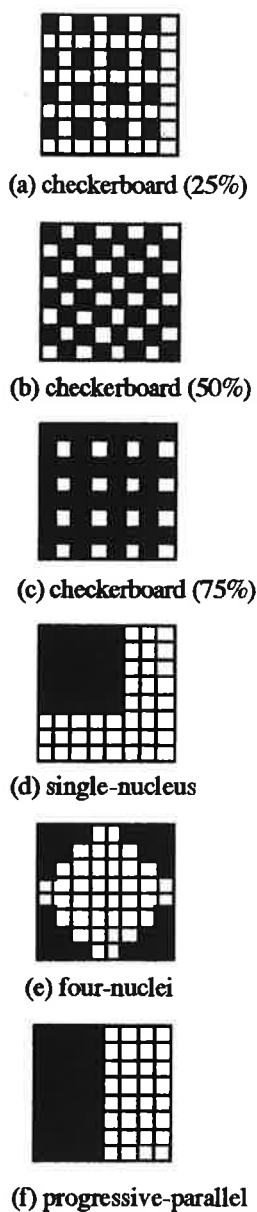 (a) checkerboard (25%)
(b) checkerboard (50%)
(c) checkerboard (75%)
(d) single-nucleus
(e) four-nuclei
(f) progressive-parallel